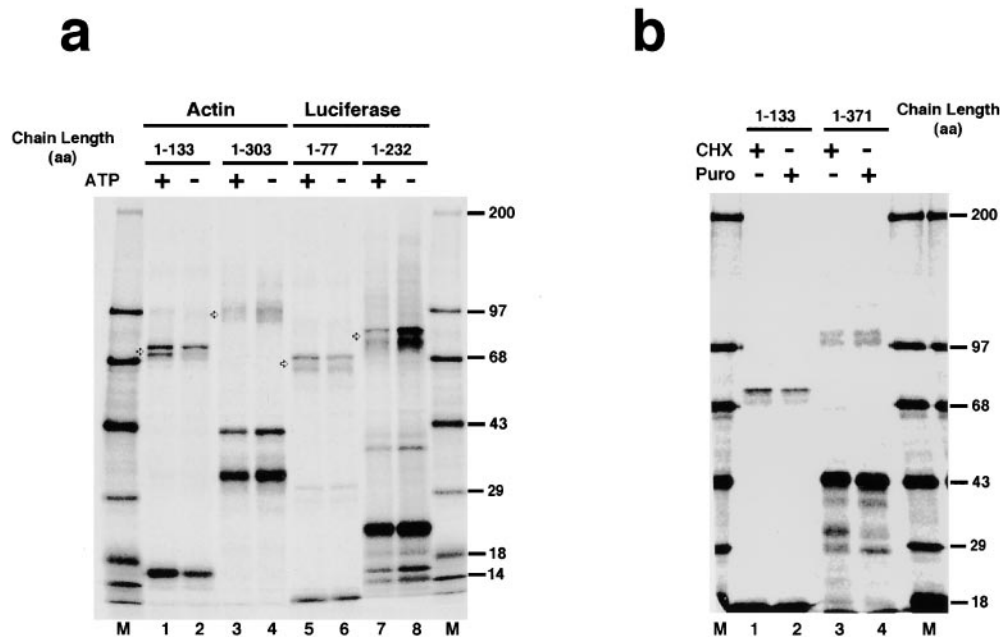 a
Actin Luciferase
Chain Length (aa) 1-133 1-303 1-77 1-232
ATP + - + - + - + -
200
97
68
43
29
18
14
M 1 2 3 4 5 6 7 8 M
b
1-133 1-371 Chain Length (aa)
CHX + - + -
Puro - + - +
200
97
68
43
29
18
M 1 2 3 4 M